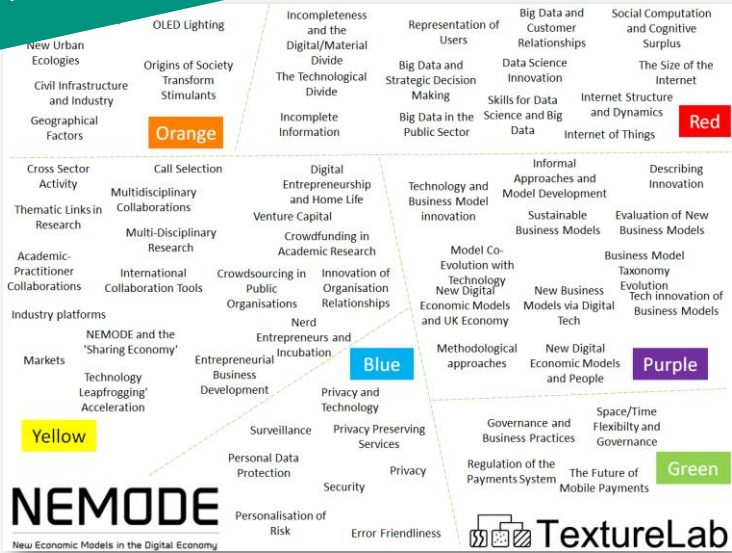 OLED Lighting
New Urban
Ecologies
Origins of Society
Transform
Stimulants
Civil Infrastructure
and Industry
Geographical
Factors
Orange
Incompleteness
and the
Digital/Material
Divide
The Technological
Divide
Incomplete
Information
Representation of
Users
Big Data and
Customer
Relationships
Social Computation
and Cognitive
Surplus
Big Data and
Strategic Decision
Making
Data Science
Innovation
The Size of the
Internet
Big Data in the
Public Sector
Skills for Data
Science and Big
Data
Internet Structure
and Dynamics
Internet of Things
Red
Cross Sector
Activity
Call Selection
Multidisciplinary
Collaborations
Thematic Links in
Research
Multi-Disciplinary
Research
Academic-
Practitioner
Collaborations
International
Collaboration Tools
Industry platforms
NEMODE and the
'Sharing Economy'
Markets
Technology
Leapfrogging'
Acceleration
Yellow
Digital
Entrepreneurship
and Home Life
Venture Capital
Crowdfunding in
Academic Research
Crowdsourcing in
Public
Organisations
Innovation of
Organisation
Relationships
Nerd
Entrepreneurs and
Incubation
Entrepreneurial
Business
Development
Blue
Privacy and
Technology
Surveillance
Privacy Preserving
Services
Personal Data
Protection
Privacy
Security
Personalisation of
Risk
Error Friendliness
Technology and
Business Model
innovation
Informal
Approaches and
Model Development
Describing
Innovation
Sustainable
Business Models
Evaluation of New
Business Models
Model Co-
Evolution with
Technology
Business Model
Taxonomy
Evolution
New Digital
Economic Models
and UK Economy
New Business
Models via Digital
Tech
Tech innovation of
Business Models
Methodological
approaches
New Digital
Economic Models
and People
Purple
Governance and
Business Practices
Space/Time
Flexibilty and
Governance
Regulation of the
Payments System
The Future of
Mobile Payments
Green
NEMODE
New Economic Models in the Digital Economy
TextureLab